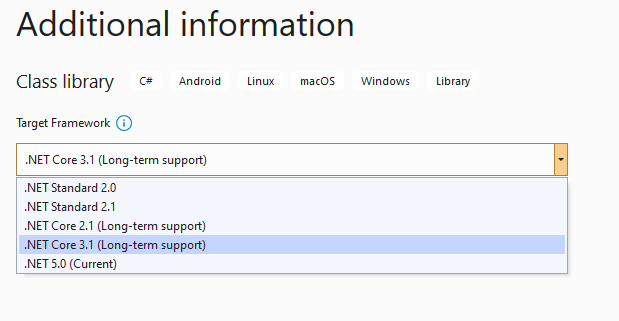 Additional information
Class library C# Android Linux macOS Windows Library
Target Framework
.NET Core 3.1 (Long-term support)
.NET Standard 2.0
.NET Standard 2.1
.NET Core 2.1 (Long-term support)
.NET Core 3.1 (Long-term support)
.NET 5.0 (Current)